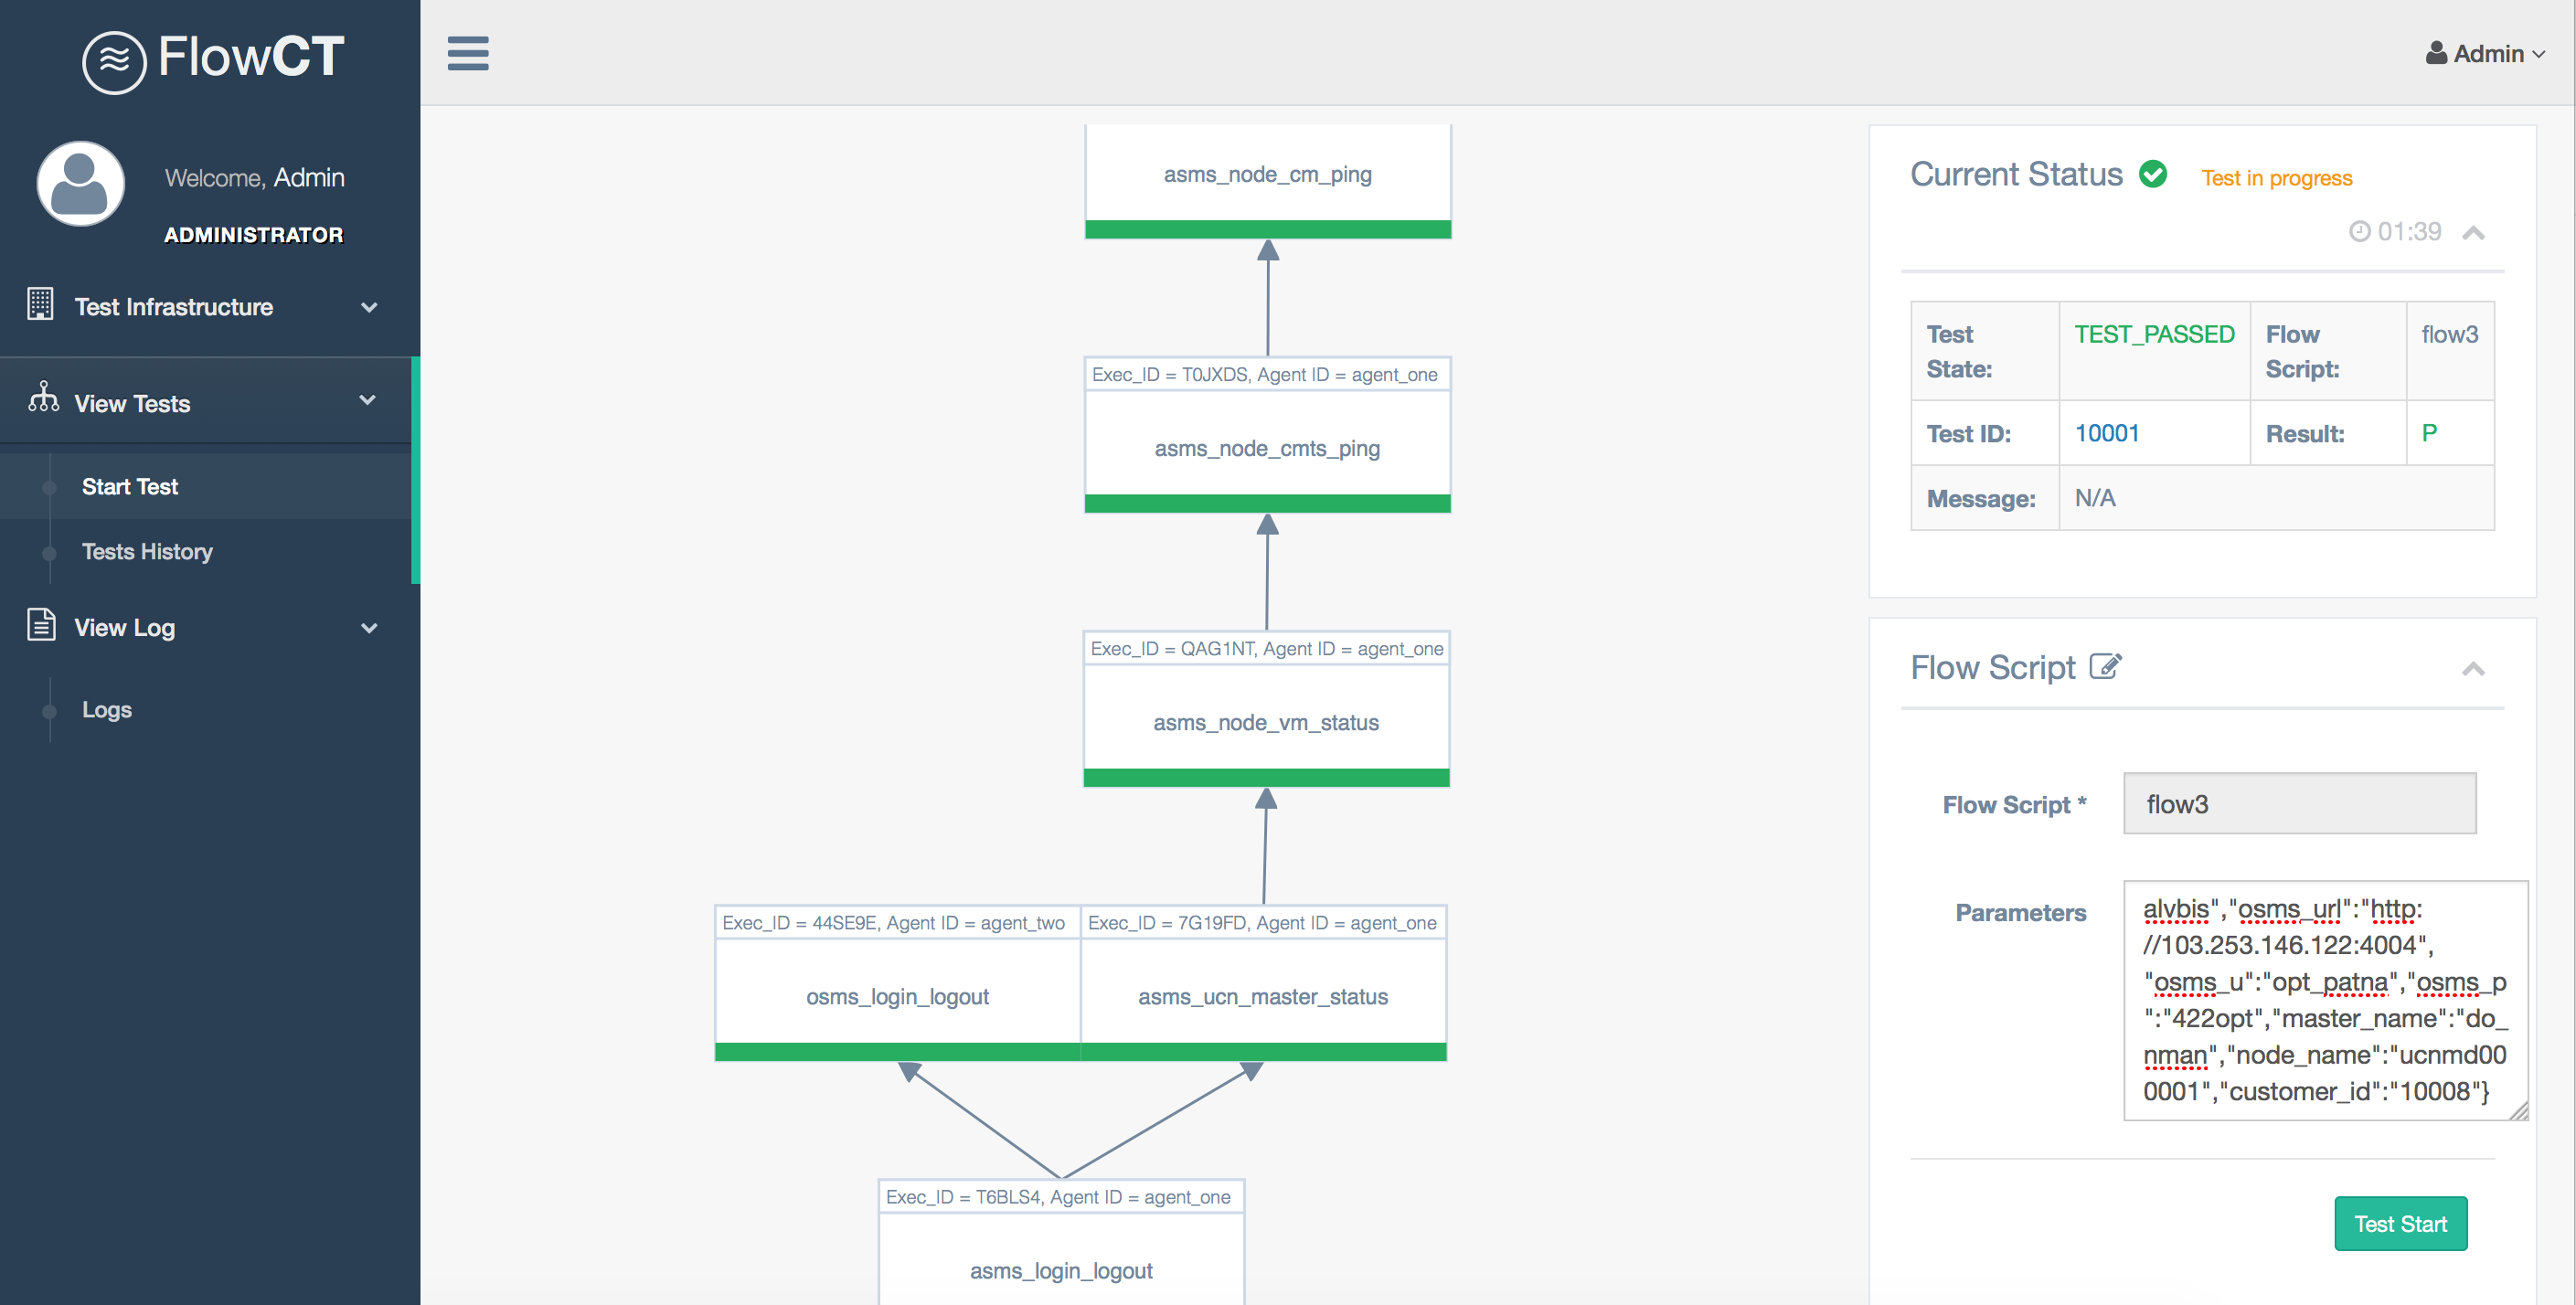 FlowCT
Admin
Welcome, Admin
ADMINISTRATOR
Test Infrastructure
View Tests
Start Test
Tests History
View Log
Logs
asms_node_cm_ping
Exec_ID = T0JXDS, Agent ID = agent_one
asms_node_cmts_ping
Exec_ID = QAG1NT, Agent ID = agent_one
asms_node_vm_status
Exec_ID = 44SE9E, Agent ID = agent_two
osms_login_logout
Exec_ID = 7G19FD, Agent ID = agent_one
asms_ucn_master_status
Exec_ID = T6BLS4, Agent ID = agent_one
asms_login_logout
Current Status
Test in progress
01:39
Test State:
TEST_PASSED
Flow Script:
flow3
Test ID:
10001
Result:
P
Message:
N/A
Flow Script
Flow Script *
flow3
Parameters
alvbis","osms_url":"http:
//103.253.146.122:4004",
"osms_u":"opt_patna","osms_p
":"422opt","master_name":"do_
nman","node_name":"ucnmd00
0001","customer_id":"10008"}
Test Start